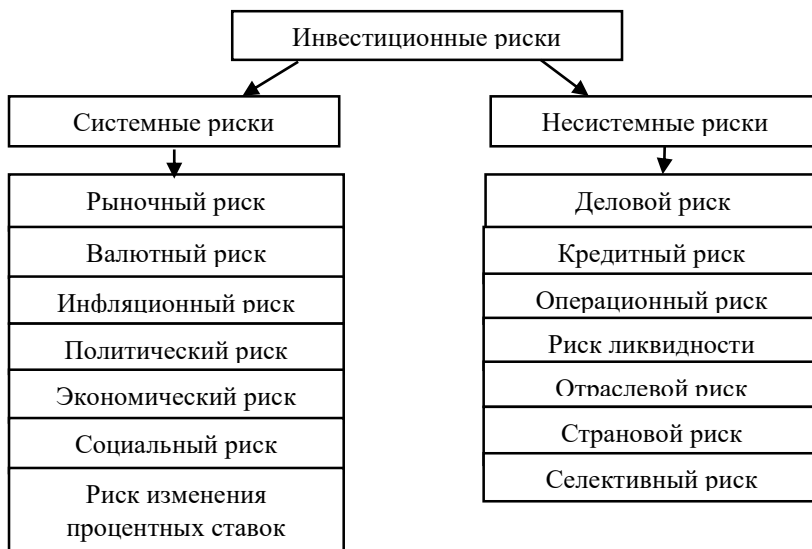 Инвестиционные риски
Системные риски
Несистемные риски
Рыночный риск
Валютный риск
Инфляционный риск
Политический риск
Экономический риск
Социальный риск
Риск изменения
процентных ставок
Деловой риск
Кредитный риск
Операционный риск
Риск ликвидности
Отраслевой риск
Страновой риск
Селективный риск